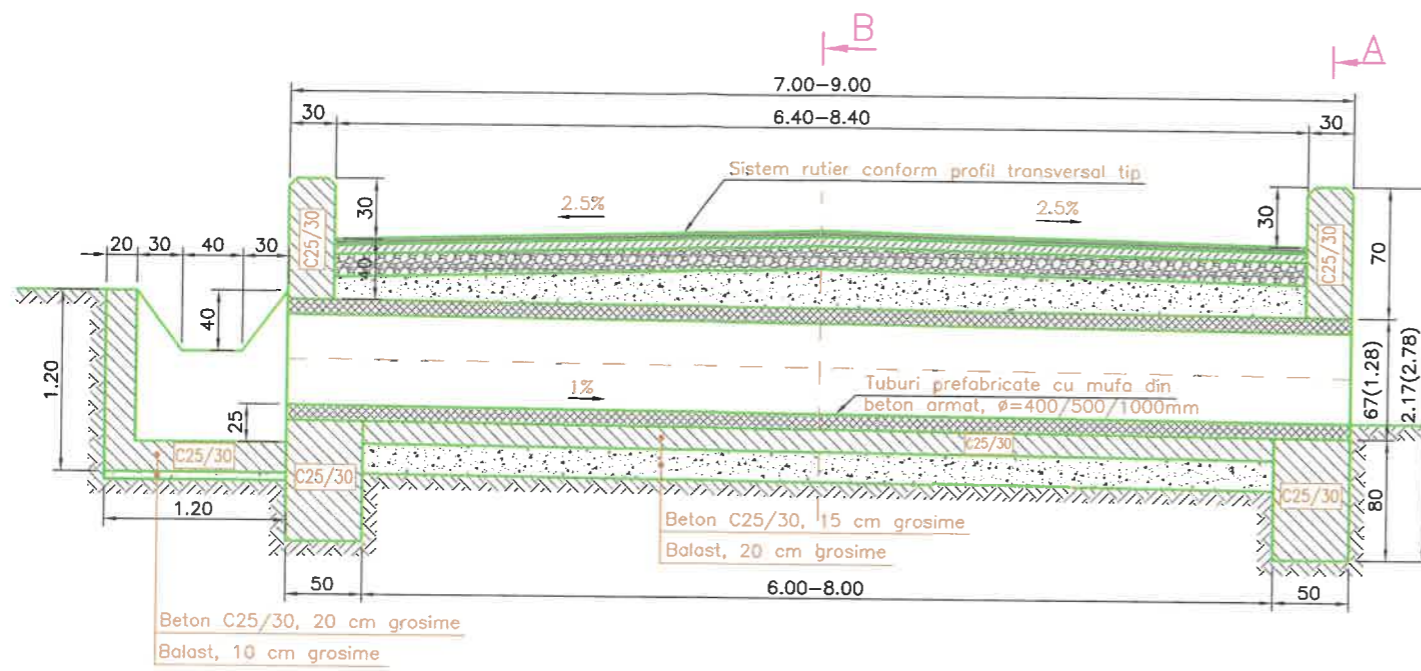 B
A
7.00-9.00
30
6.40-8.40
30
Sistem rutier conform profil transversal tip
2.5%
2.5%
30
30
C25/30
C25/30
70
20
30
40
30
40
40
1.20
25
1%
Tuburi prefabricate cu mufa din
beton armat, ø=400/500/1000mm
67(1.28)
2.17(2.78)
C25/30
C25/30
C25/30
C25/30
80
1.20
Beton C25/30, 15 cm grosime
Balast, 20 cm grosime
50
6.00-8.00
50
Beton C25/30, 20 cm grosime
Balast, 10 cm grosime